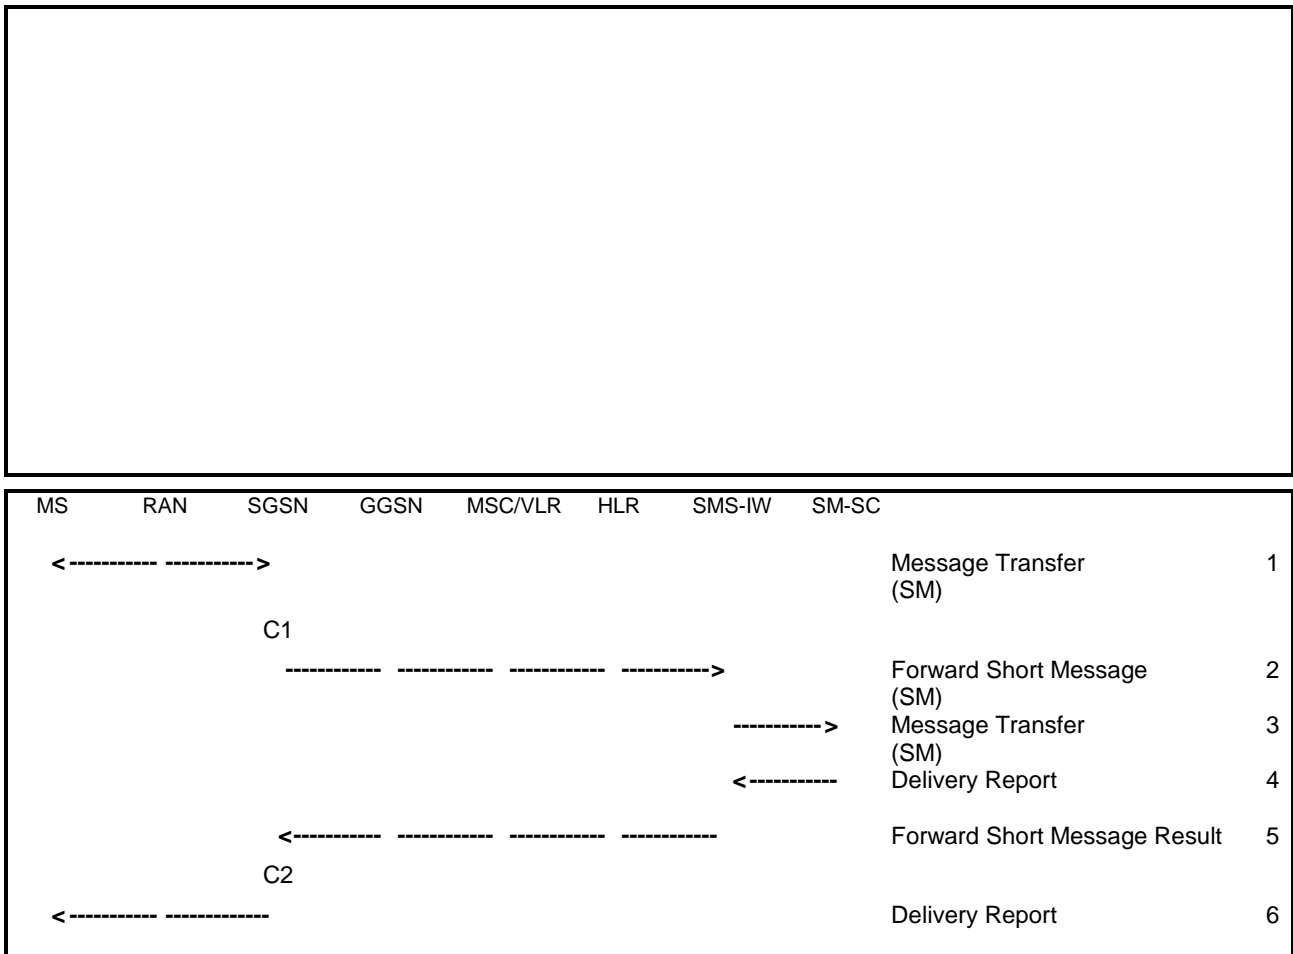 MS RAN SGSN GGSN MSC/VLR HLR SMS-IW SM-SC
<----------- -----------> Message Transfer 1
(SM)
C1
------------ ------------ ------------ -----------> Forward Short Message 2
(SM)
-----------> Message Transfer 3
(SM)
<----------- Delivery Report 4
<----------- ------------ ------------ ------------ Forward Short Message Result 5
C2
<----------- ------------- Delivery Report 6